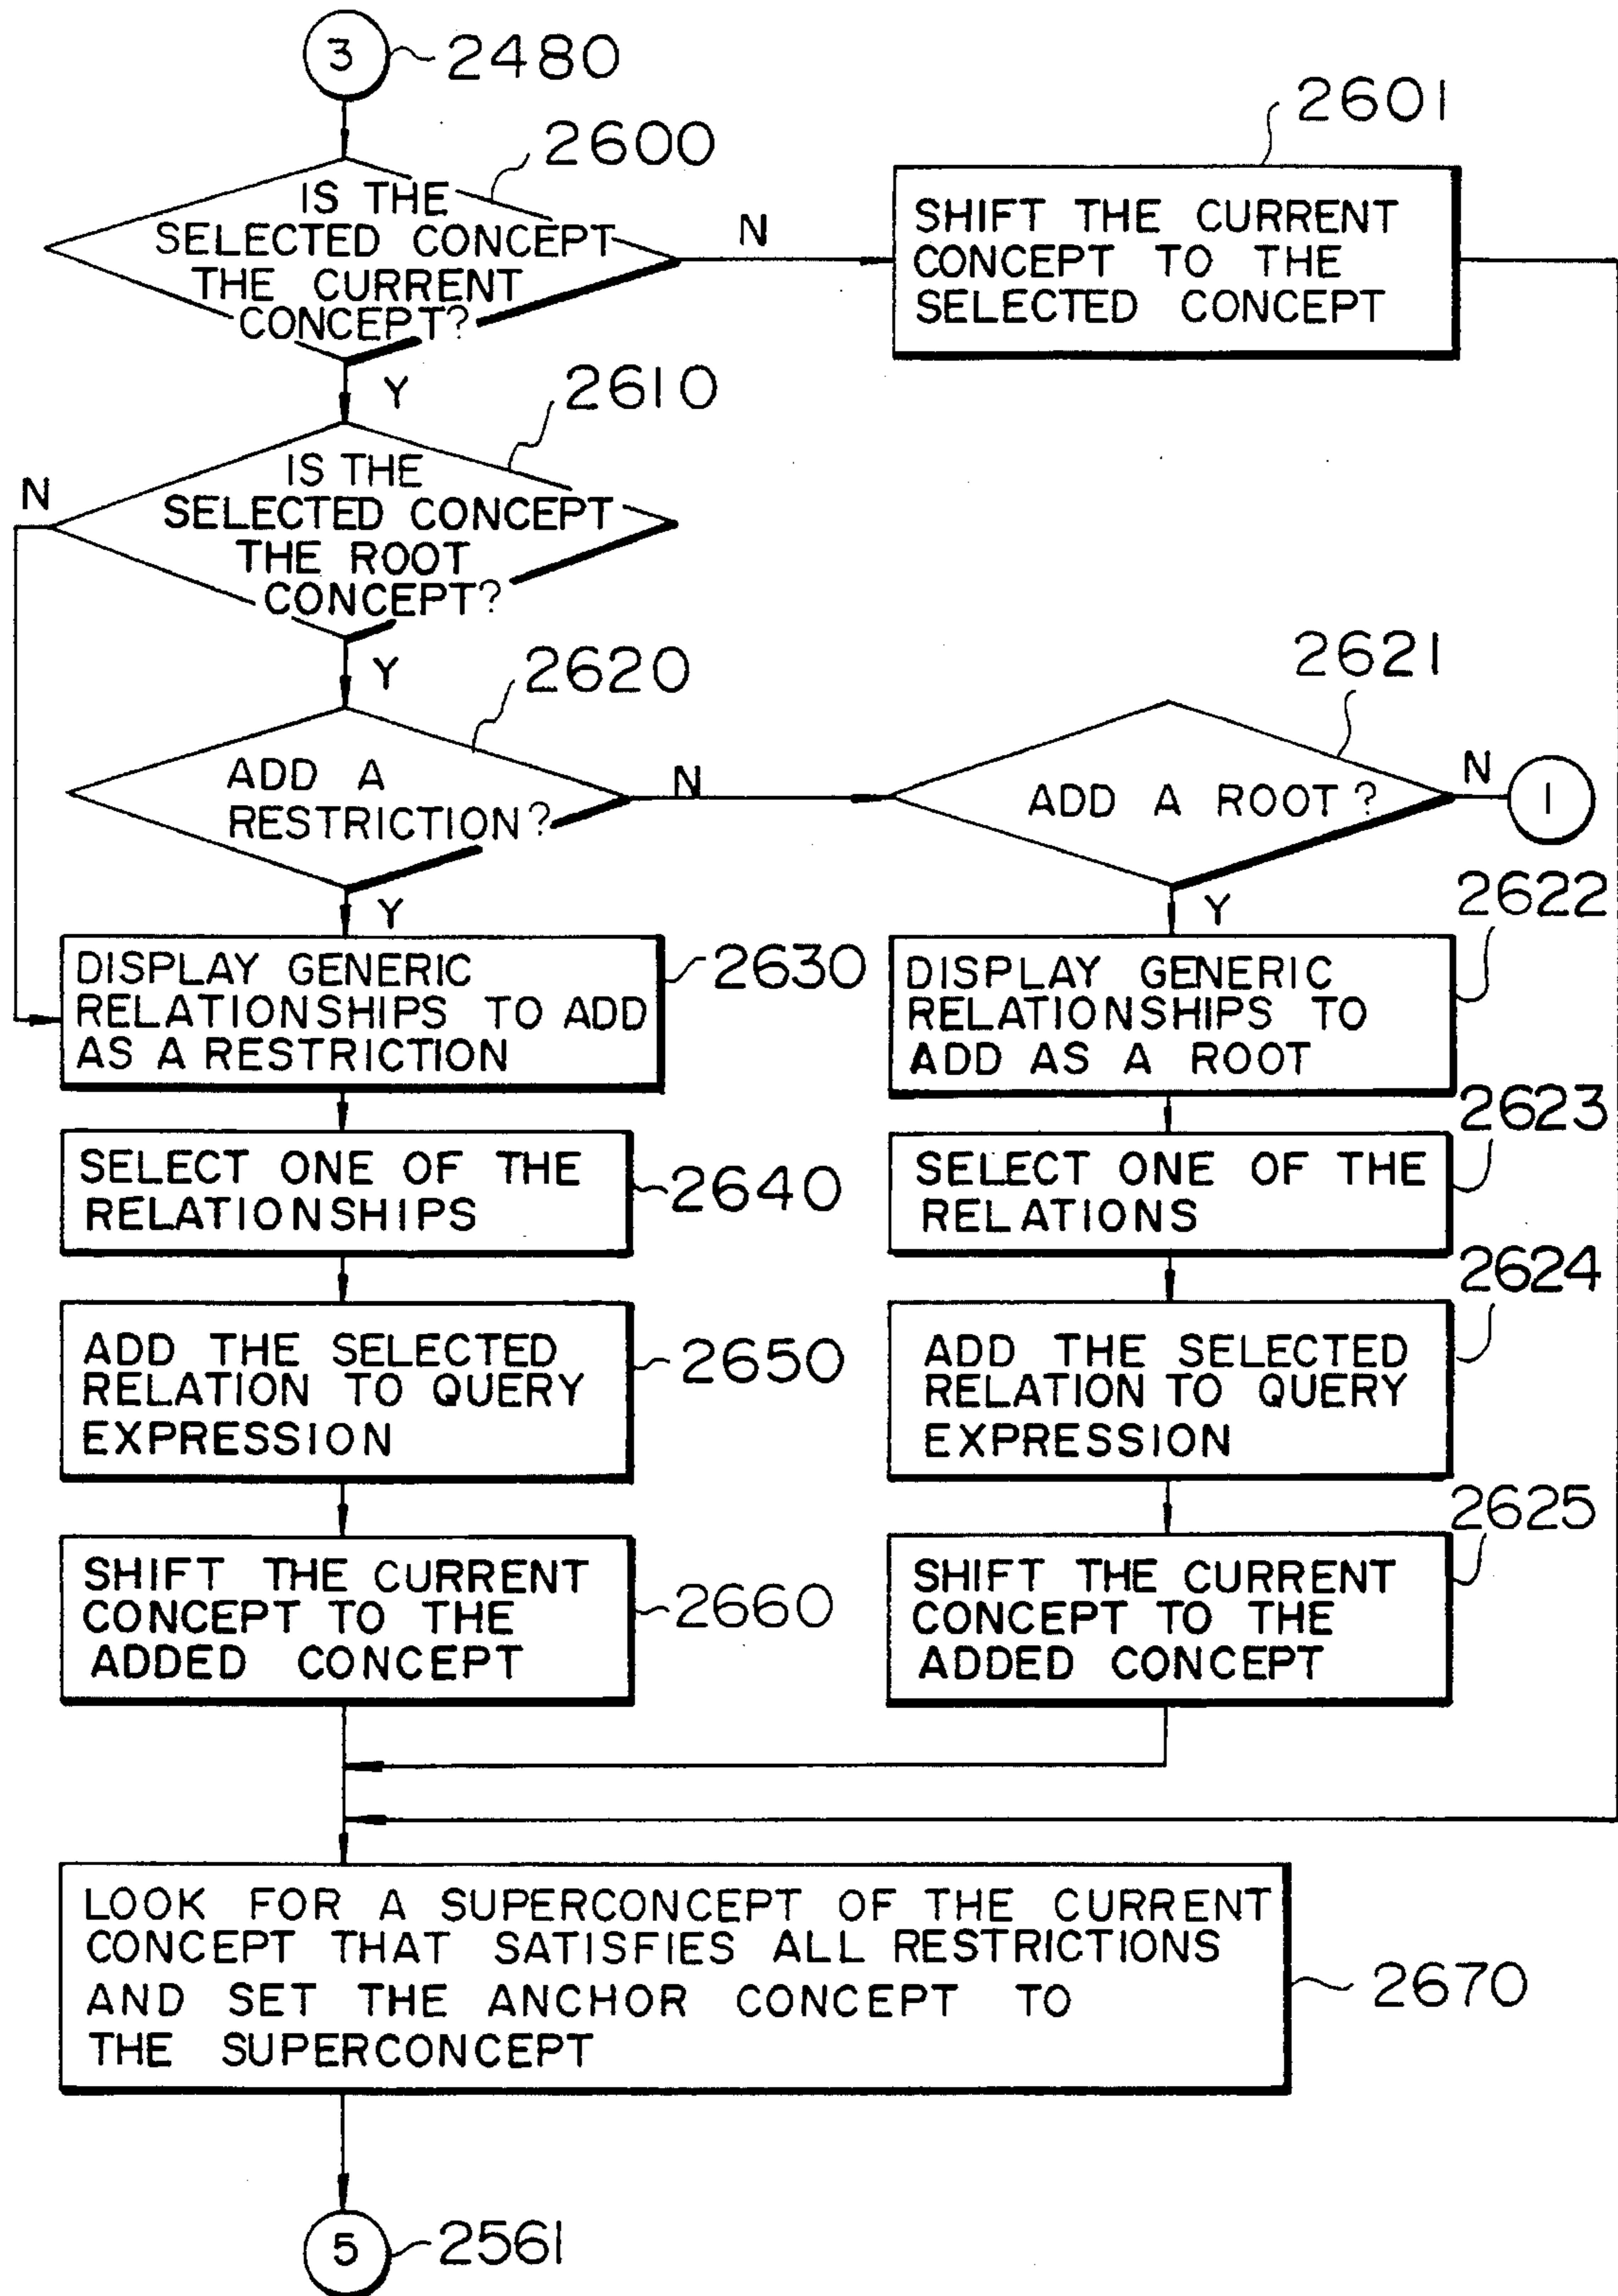 3
2480
2600
IS THE
SELECTED CONCEPT
THE CURRENT
CONCEPT?
N
2601
SHIFT THE CURRENT
CONCEPT TO THE
SELECTED CONCEPT
Y
2610
IS THE
SELECTED CONCEPT
THE ROOT
CONCEPT?
N
Y
2620
ADD A
RESTRICTION?
N
2621
ADD A ROOT?
N
1
Y
Y
DISPLAY GENERIC
RELATIONSHIPS TO ADD
AS A RESTRICTION
2630
DISPLAY GENERIC
RELATIONSHIPS TO
ADD AS A ROOT
2622
SELECT ONE OF THE
RELATIONSHIPS
2640
SELECT ONE OF THE
RELATIONS
2623
ADD THE SELECTED
RELATION TO QUERY
EXPRESSION
2650
ADD THE SELECTED
RELATION TO QUERY
EXPRESSION
2624
SHIFT THE CURRENT
CONCEPT TO THE
ADDED CONCEPT
2660
SHIFT THE CURRENT
CONCEPT TO THE
ADDED CONCEPT
2625
LOOK FOR A SUPERCONCEPT OF THE CURRENT
CONCEPT THAT SATISFIES ALL RESTRICTIONS
AND SET THE ANCHOR CONCEPT TO
THE SUPERCONCEPT
2670
5
2561